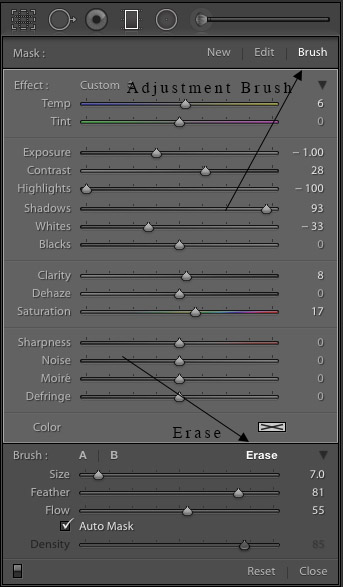 Mask : New Edit Brush
Effect : Custom Adjustment Brush
Temp 6
Tint 0
Exposure − 1.00
Contrast 28
Highlights − 100
Shadows 93
Whites − 33
Blacks 0
Clarity 8
Dehaze 0
Saturation 17
Sharpness 0
Noise 0
Moirè 0
Defringe 0
Color
Erase
Brush : A B Erase
Size 7.0
Feather 81
Flow 55
Auto Mask
Density 85
Reset Close